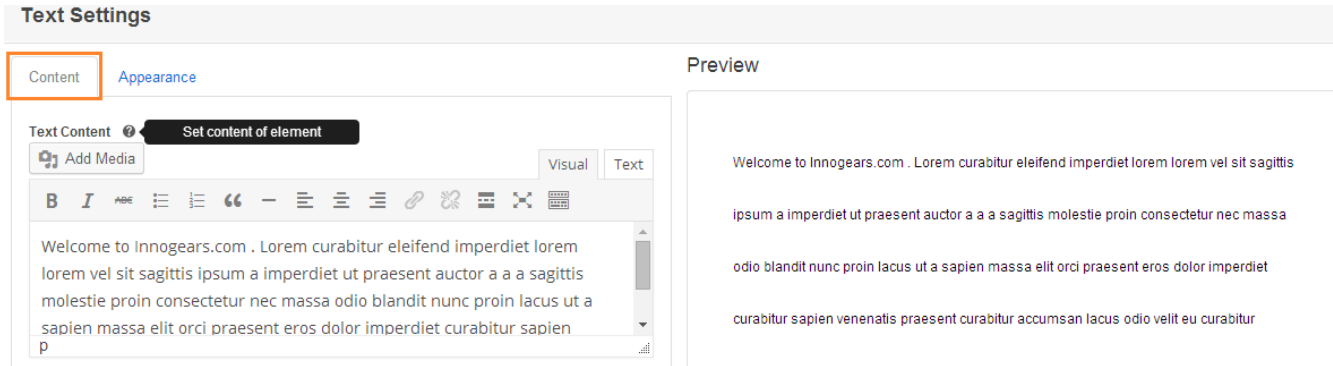 Text Settings
Content
Appearance
Text Content
Set content of element
Add Media
Visual
Text
B I ABE
Welcome to Innogears.com . Lorem curabitur eleifend imperdiet lorem
lorem vel sit sagittis ipsum a imperdiet ut praesent auctor a a a sagittis
molestie proin consectetur nec massa odio blandit nunc proin lacus ut a
sapien massa elit orci praesent eros dolor imperdiet curabitur sapien
p
Preview
Welcome to Innogears.com . Lorem curabitur eleifend imperdiet lorem lorem vel sit sagittis
ipsum a imperdiet ut praesent auctor a a a sagittis molestie proin consectetur nec massa
odio blandit nunc proin lacus ut a sapien massa elit orci praesent eros dolor imperdiet
curabitur sapien venenatis praesent curabitur accumsan lacus odio velit eu curabitur